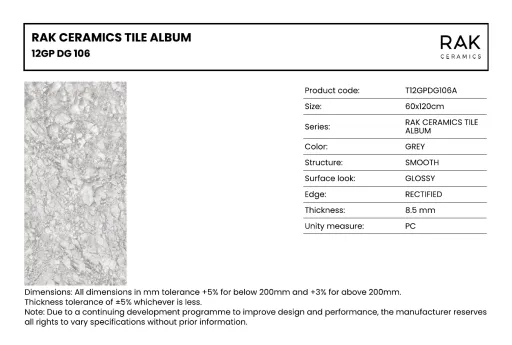 RAK CERAMICS TILE ALBUM
12GP DG 106
RAK
CERAMICS
Product code: T12GPDG106A
Size: 60x120cm
Series: RAK CERAMICS TILE
ALBUM
Color: GREY
Structure: SMOOTH
Surface look: GLOSSY
Edge: RECTIFIED
Thickness: 8.5 mm
Unity measure: PC
Dimensions: All dimensions in mm tolerance +5% for below 200mm and +3% for above 200mm.
Thickness tolerance of ±5% whichever is less.
Note: Due to a continuing development programme to improve design and performance, the manufacturer reserves
all rights to vary specifications without prior information.